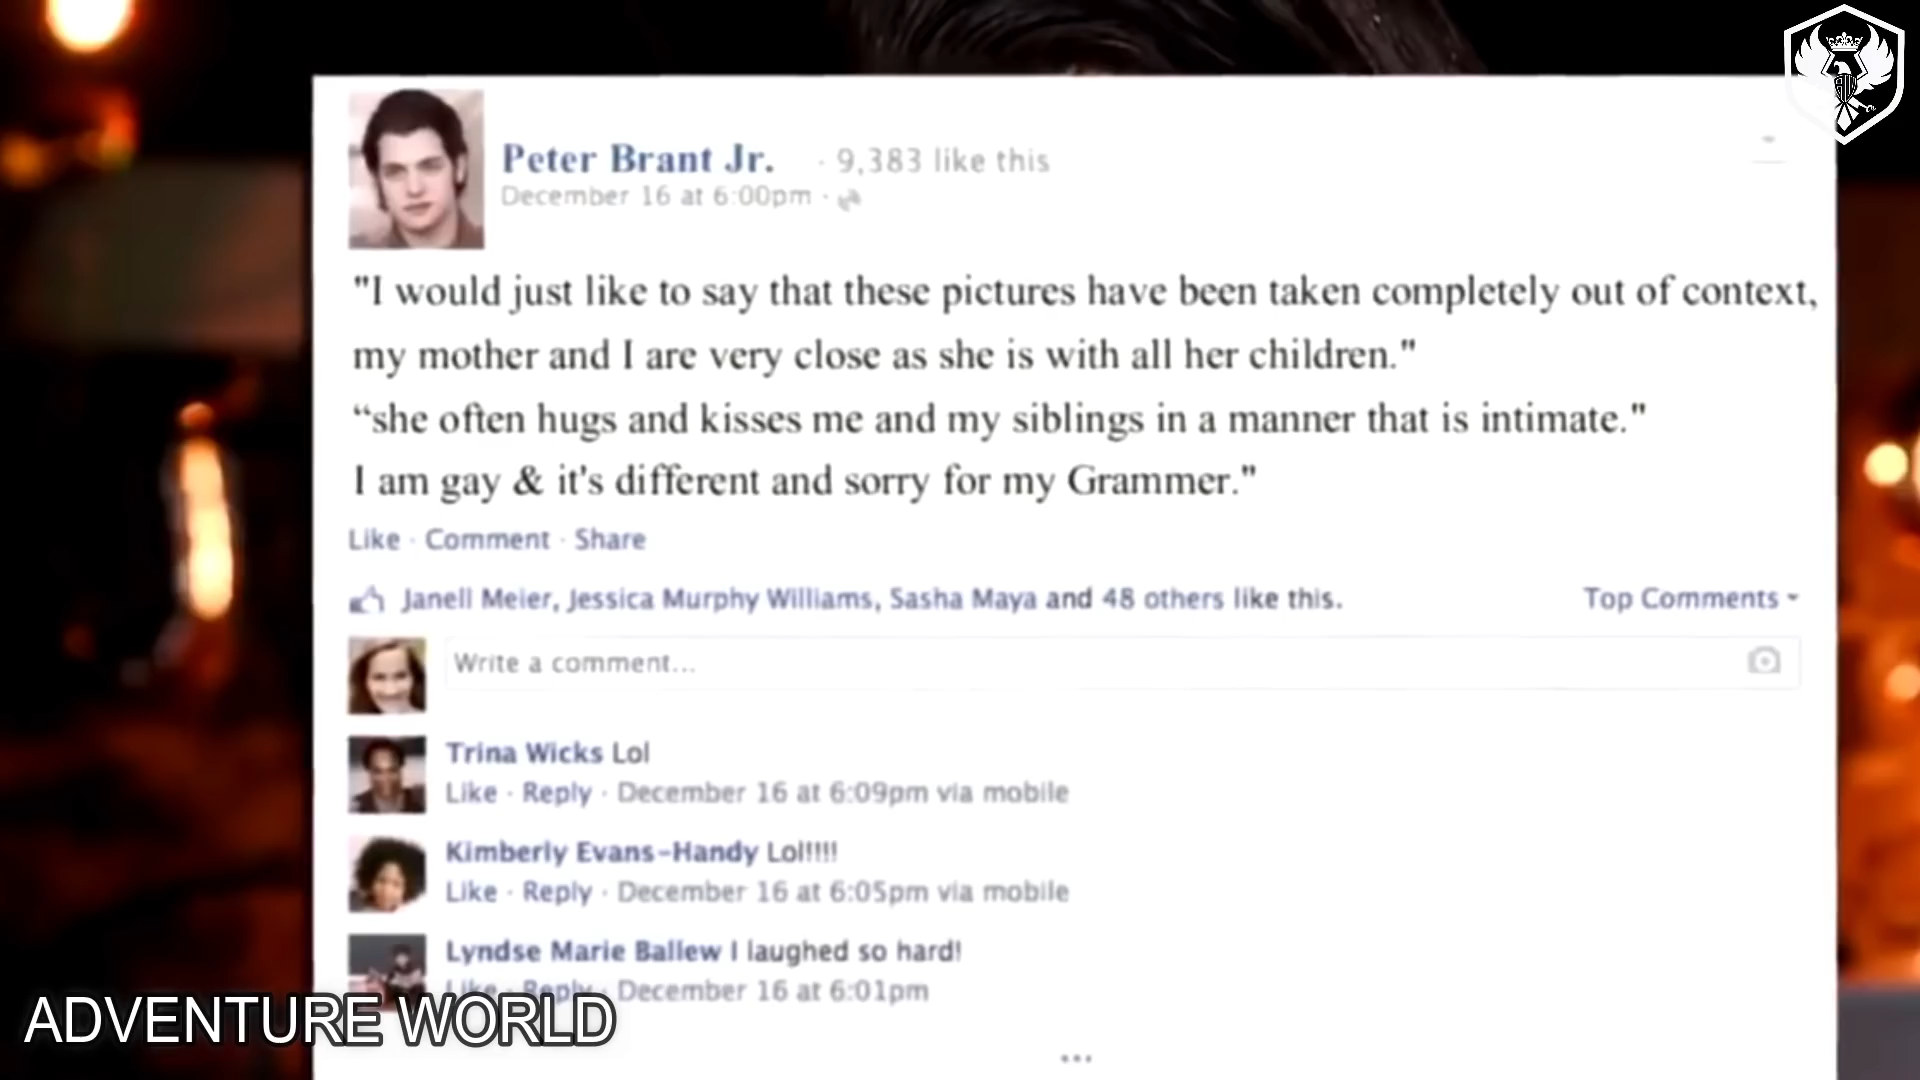 Peter Brant Jr. · 9,383 like this
December 16 at 6:00pm ·
"I would just like to say that these pictures have been taken completely out of context,
my mother and I are very close as she is with all her children."
“she often hugs and kisses me and my siblings in a manner that is intimate."
I am gay & it's different and sorry for my Grammer."
Like · Comment · Share
Janell Meier, Jessica Murphy Williams, Sasha Maya and 48 others like this.
Top Comments
Write a comment...
Trina Wicks Lol
Like · Reply · December 16 at 6:09pm via mobile
Kimberly Evans-Handy Lol!!!!
Like · Reply · December 16 at 6:05pm via mobile
Lyndse Marie Ballew I laughed so hard!
Like · Reply · December 16 at 6:01pm
ADVENTURE WORLD
...